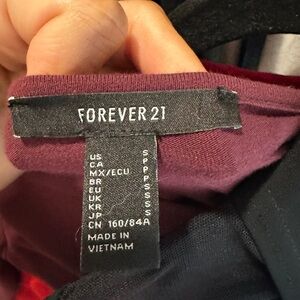 FOREVER 21
US S
CA P
MX/ECU P
BR P
EU S
UK S
KR S
JP S
CN 160/84A
MADE IN
VIETNAM